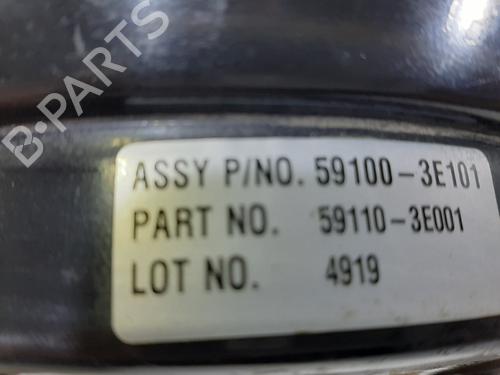 B-PARTS
ASSY P/NO. 59100-3E101
PART NO. 59110-3E001
LOT NO. 4919